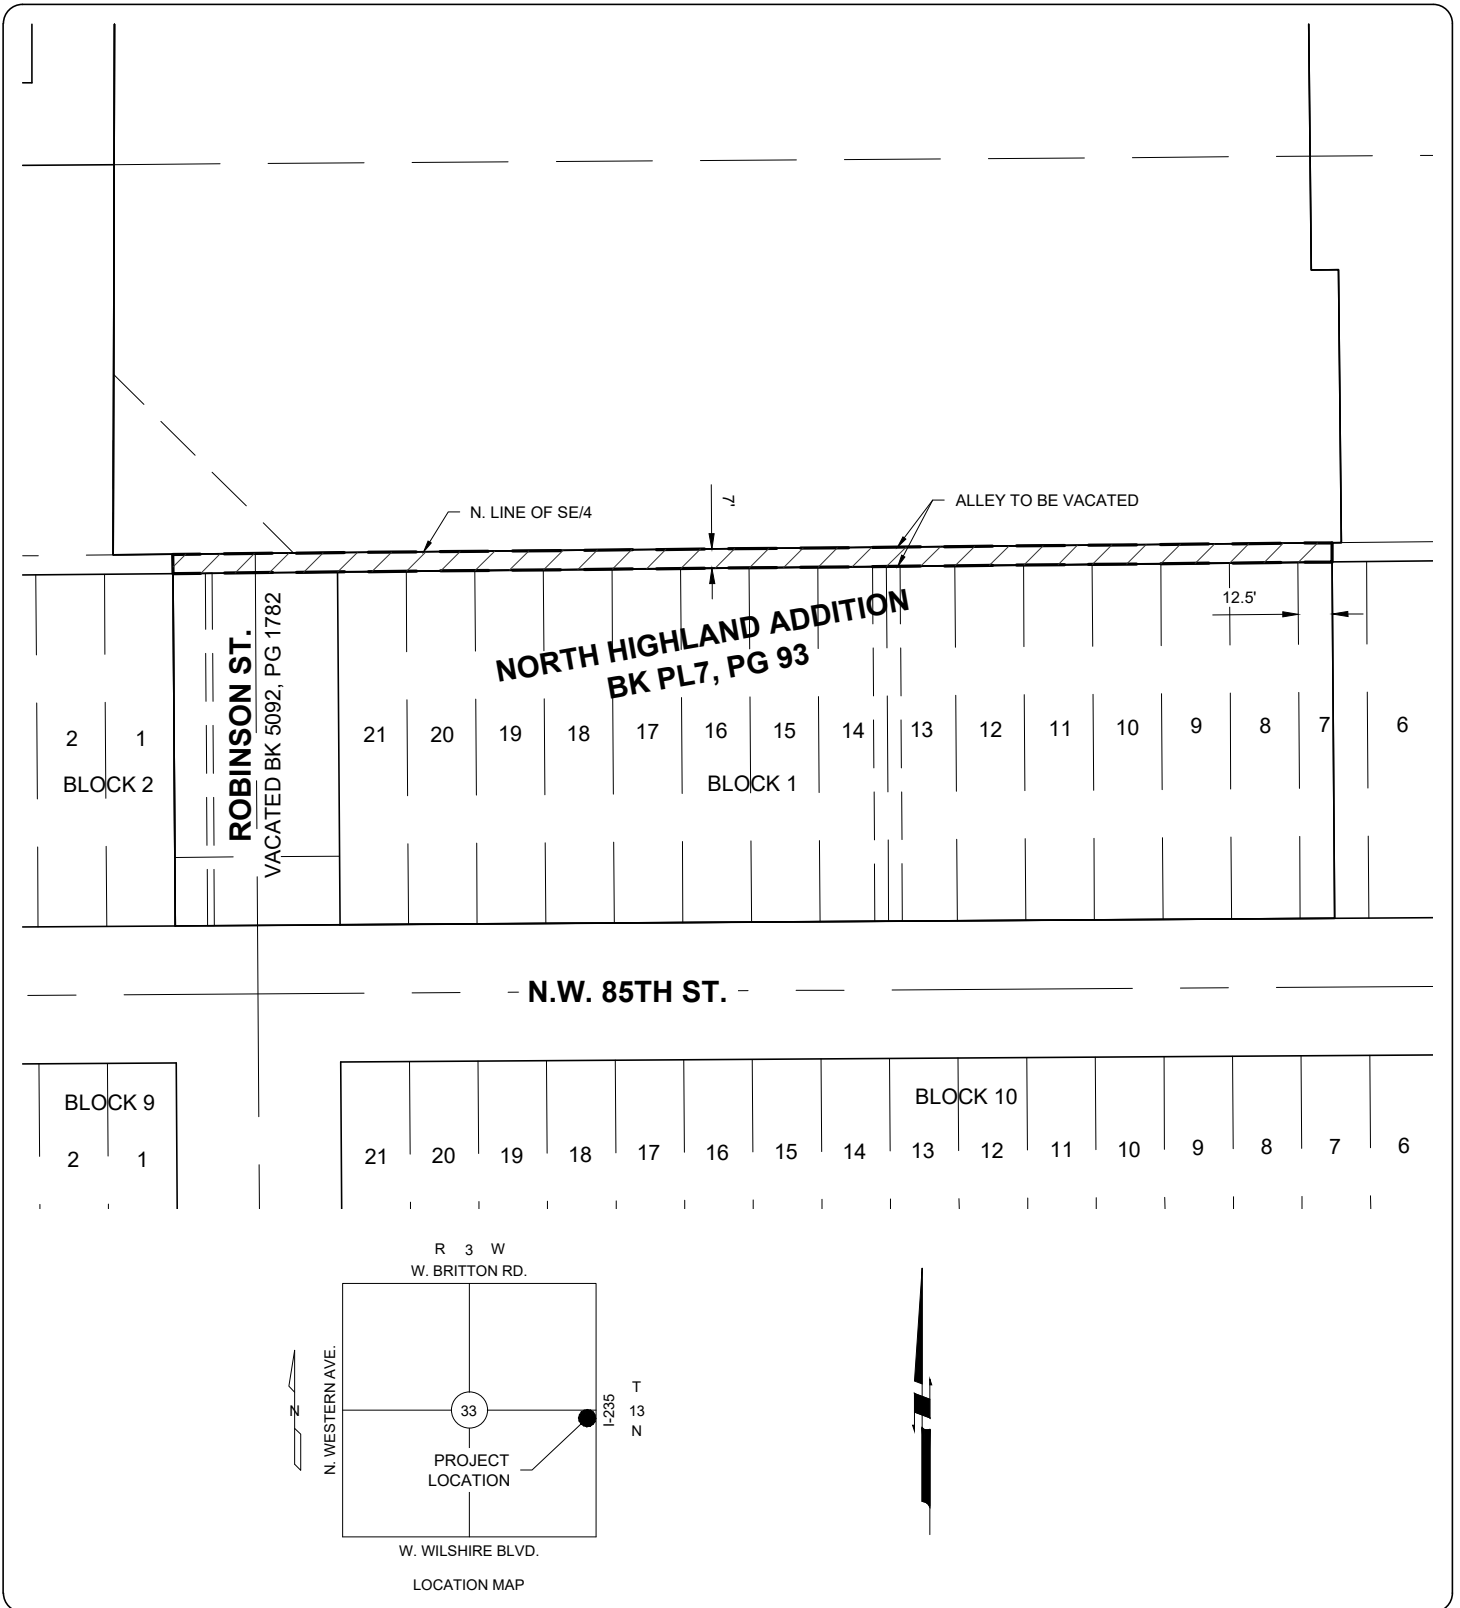 7'
ALLEY TO BE VACATED
N. LINE OF SE/4
12.5'
NORTH HIGHLAND ADDITION
BK PL7, PG 93
ROBINSON ST.
VACATED BK 5092, PG 1782
2 1
21 20 19 18 17 16 15 14 13 12 11 10 9 8 7 6
BLOCK 2
BLOCK 1
N.W. 85TH ST.
BLOCK 9
BLOCK 10
2 1
21 20 19 18 17 16 15 14 13 12 11 10 9 8 7 6
R 3 W
W. BRITTON RD.
N
N. WESTERN AVE.
33
I-235
T
13
N
PROJECT
LOCATION
W. WILSHIRE BLVD.
LOCATION MAP